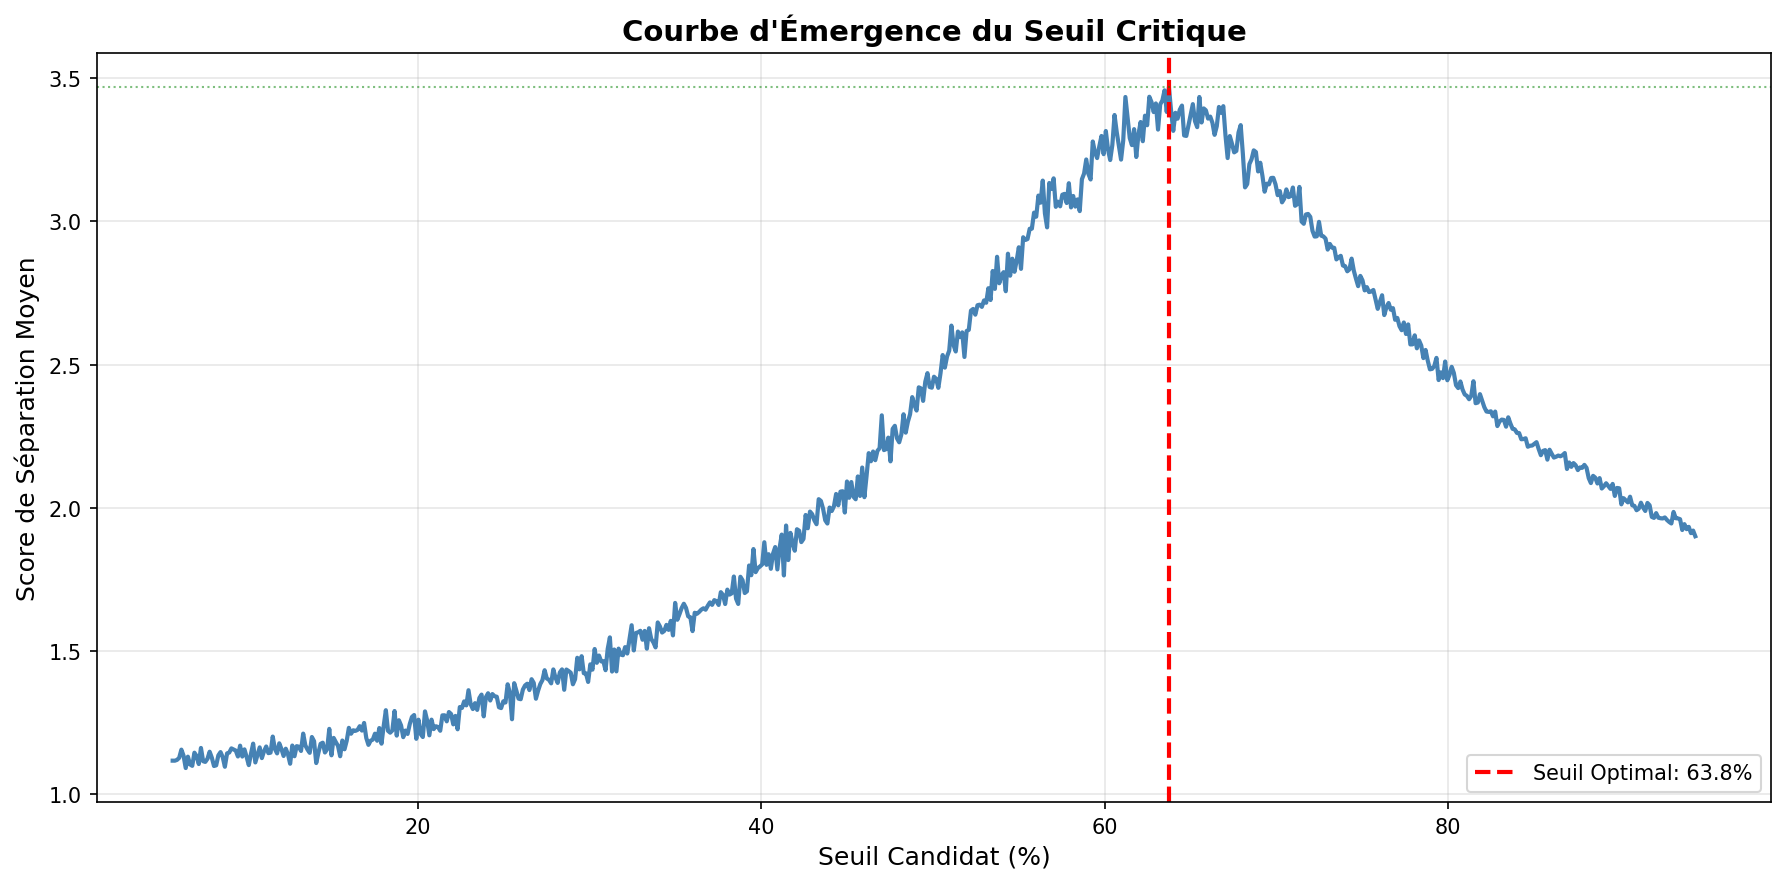 Courbe d'Émergence du Seuil Critique
Score de Séparation Moyen
3.5
3.0
2.5
2.0
1.5
1.0
Seuil Optimal: 63.8%
20 40 60 80
Seuil Candidat (%)